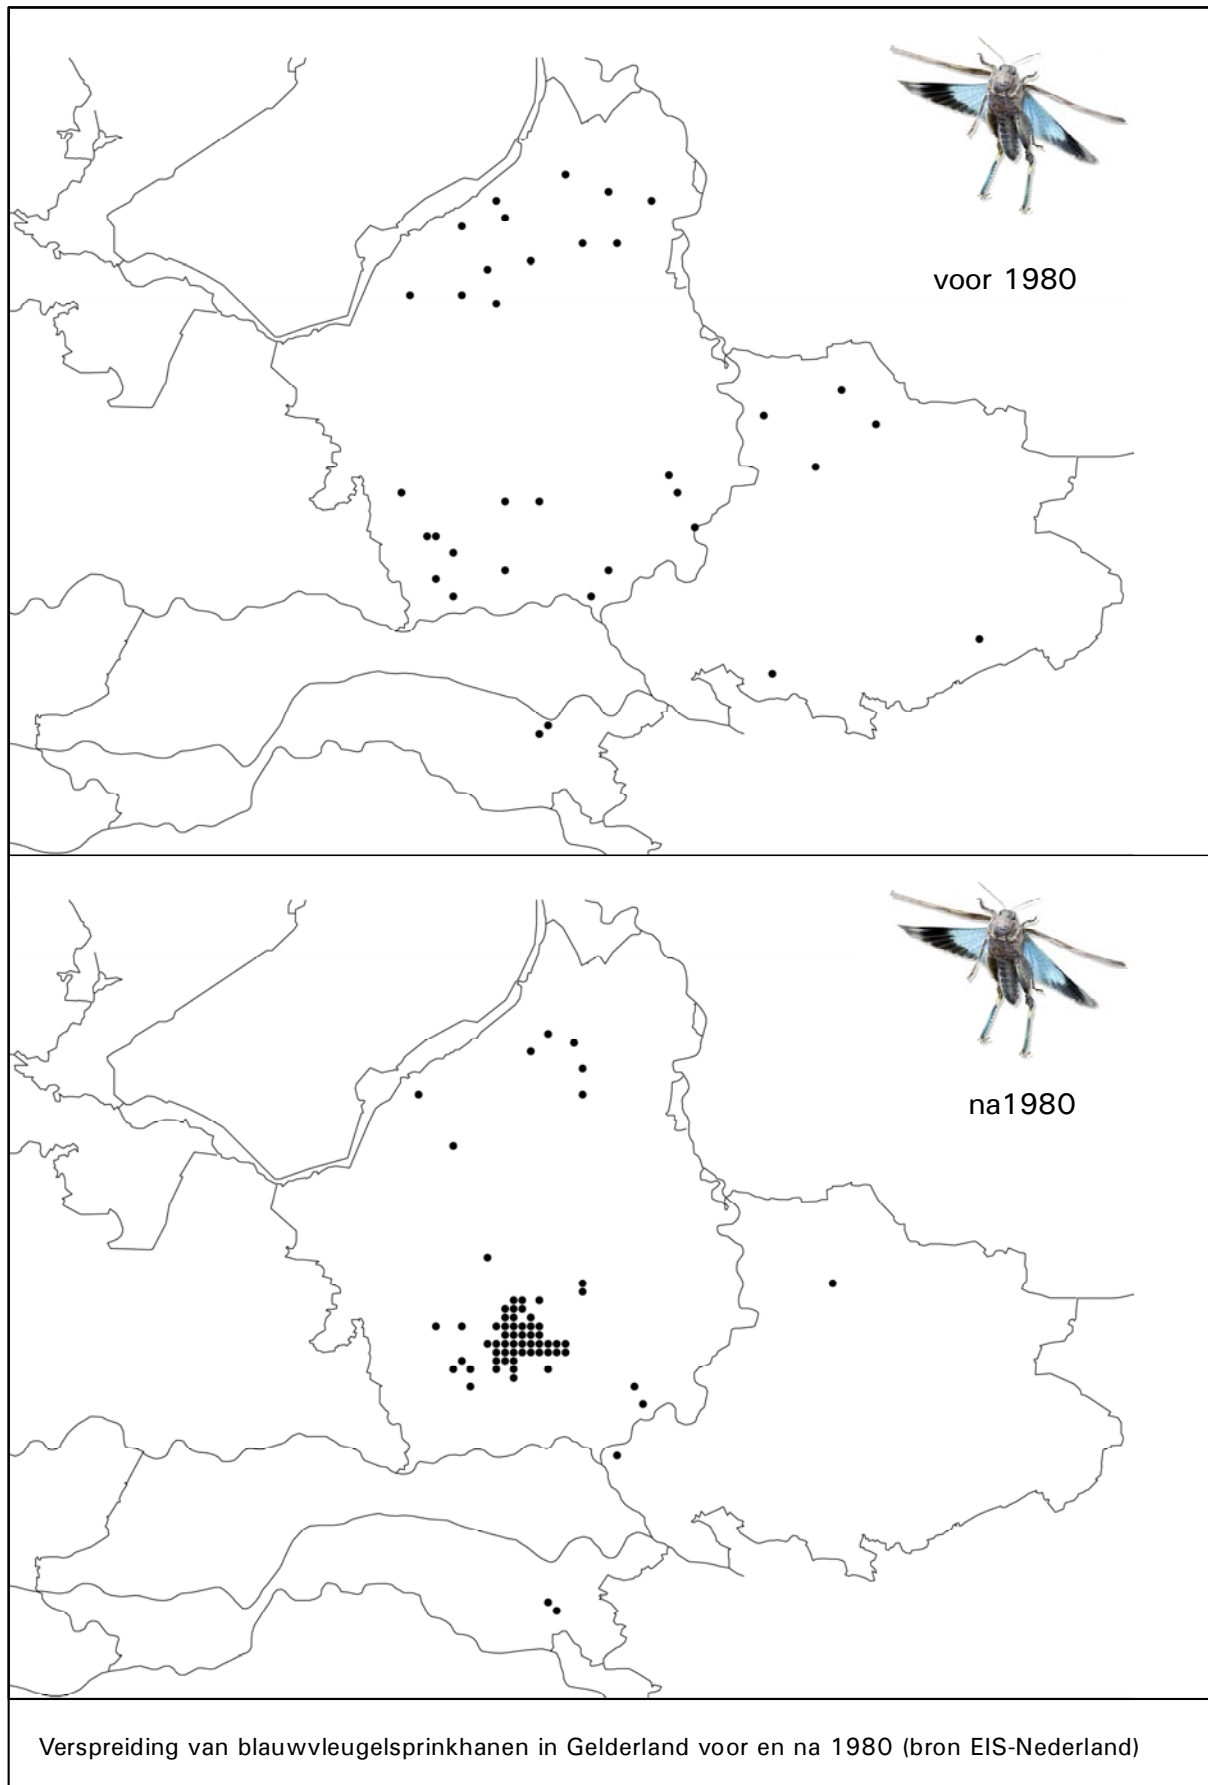 voor 1980
na1980
Verspreiding van blauwvleugelsprinkhanen in Gelderland voor en na 1980 (bron EIS-Nederland)